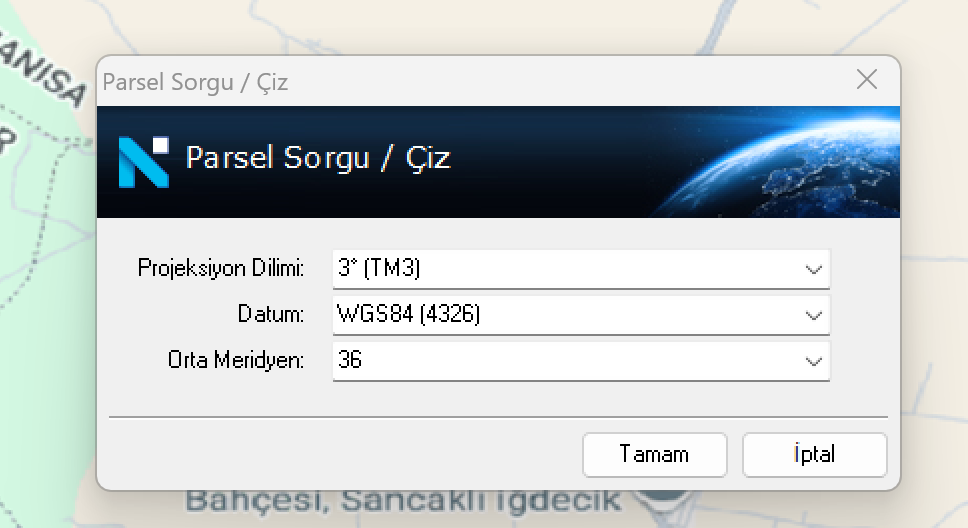 MANISA
Parsel Sorgu / Çiz
Parsel Sorgu / Çiz
Projeksiyon Dilimi: 3° (TM3)
Datum: WGS84 (4326)
Orta Meridyen: 36
Tamam İptal
Bahçesi, Sancaklı iğdecik